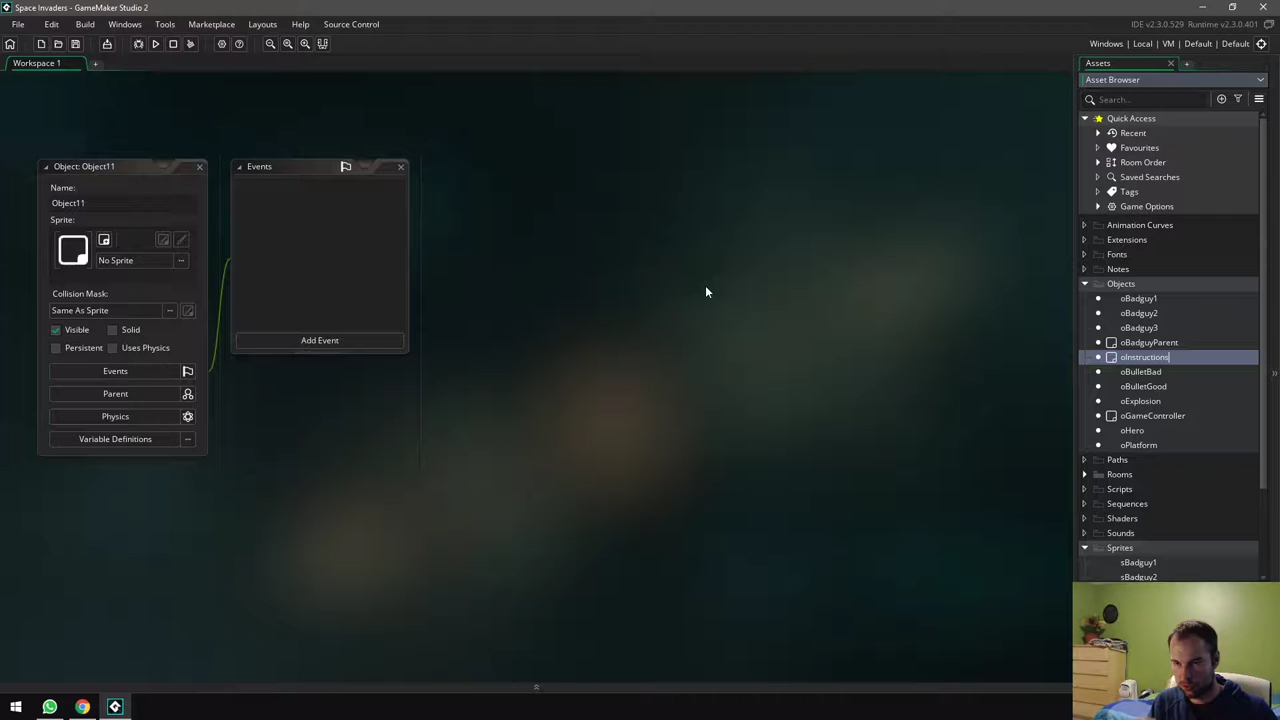 Space Invaders - GameMaker Studio 2
File Edit Build Windows Tools Marketplace Layouts Help Source Control
IDE v2.3.0.529 Runtime v2.3.0.401
Windows | Local | VM | Default | Default
Workspace 1
Assets
Asset Browser
Search...
Quick Access
Recent
Favourites
Room Order
Saved Searches
Tags
Game Options
Animation Curves
Extensions
Fonts
Notes
Objects
oBadguy1
oBadguy2
oBadguy3
oBadguyParent
oInstructions
oBulletBad
oBulletGood
oExplosion
oGameController
oHero
oPlatform
Paths
Rooms
Scripts
Sequences
Shaders
Sounds
Sprites
sBadguy1
sBadguy2
Object: Object11
Name:
Object11
Sprite:
No Sprite
Collision Mask:
Same As Sprite
Visible Solid
Persistent Uses Physics
Events
Parent
Physics
Variable Definitions
Events
Add Event